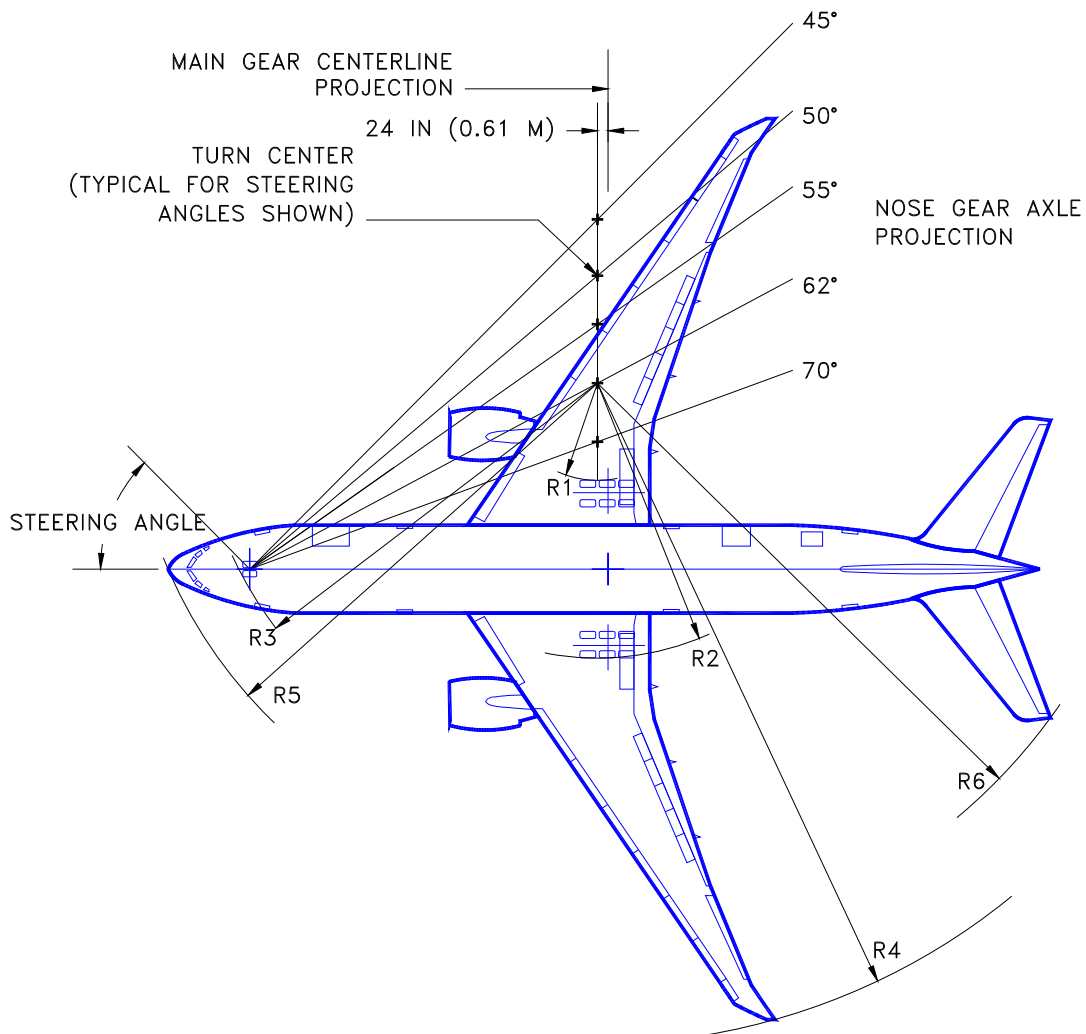 45°
MAIN GEAR CENTERLINE
PROJECTION
50°
24 IN (0.61 M)
TURN CENTER
(TYPICAL FOR STEERING
ANGLES SHOWN)
55°
NOSE GEAR AXLE
PROJECTION
62°
70°
R1
STEERING ANGLE
R3
R2
R5
R6
R4